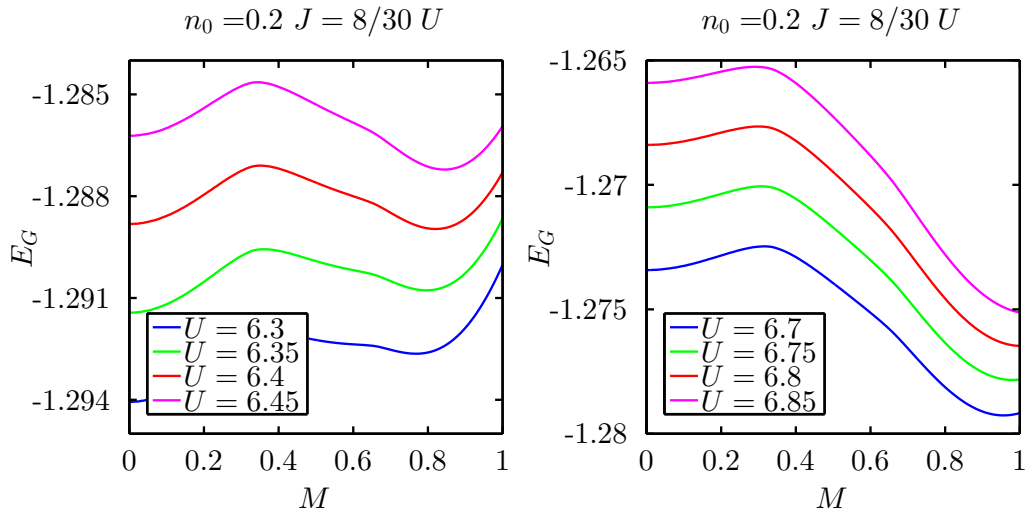 n₀ =0.2 J = 8/30 U
-1.285
-1.288
-1.291
-1.294
E_G
U = 6.3
U = 6.35
U = 6.4
U = 6.45
0 0.2 0.4 0.6 0.8 1
M
n₀ =0.2 J = 8/30 U
-1.265
-1.27
-1.275
-1.28
E_G
U = 6.7
U = 6.75
U = 6.8
U = 6.85
0 0.2 0.4 0.6 0.8 1
M